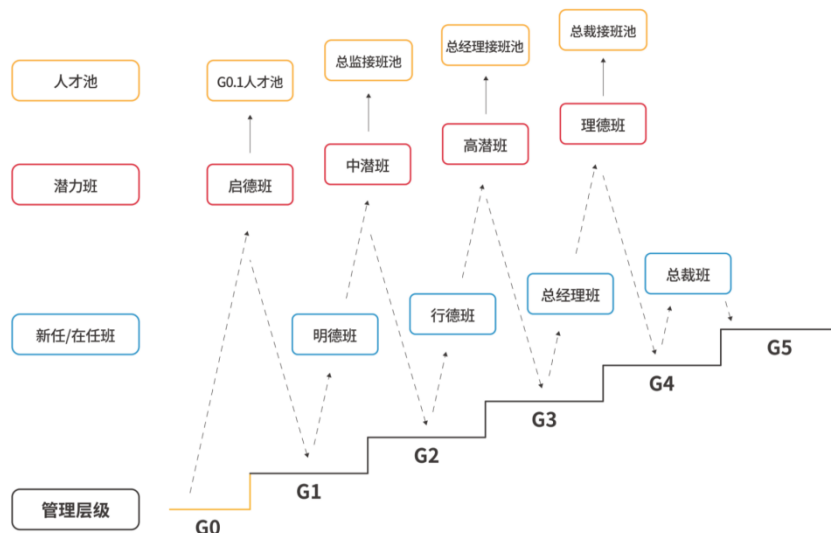 人才池
G0.1人才池
总监接班池
总经理接班池
总裁接班池
潜力班
启德班
中潜班
高潜班
理德班
新任/在任班
明德班
行德班
总经理班
总裁班
管理层级
G0
G1
G2
G3
G4
G5